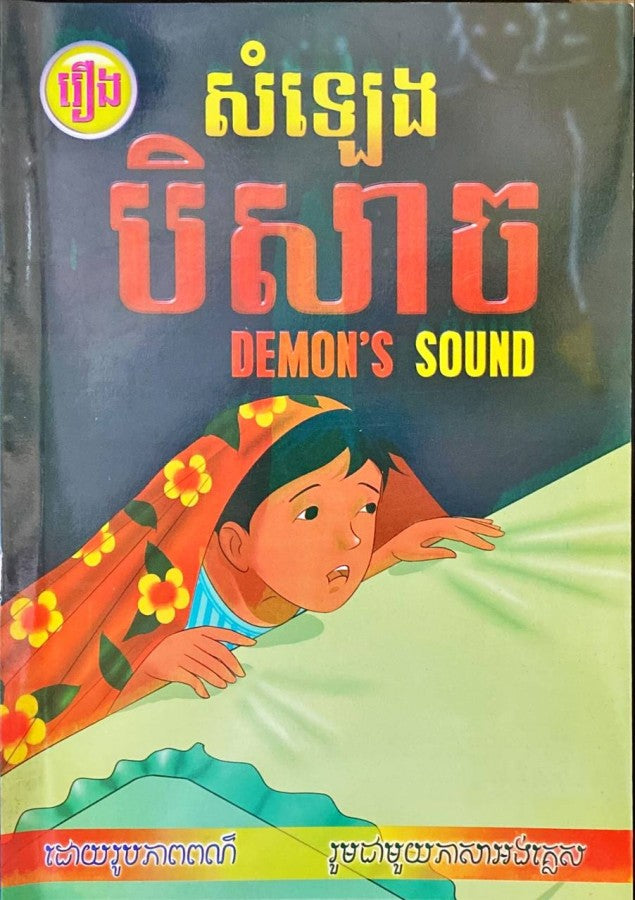 រឿង
សំឡេង
បិសាច
DEMON'S SOUND
ដោយរូបភាពពណ៌ រួមជាមួយភាសាអង់គ្លេស